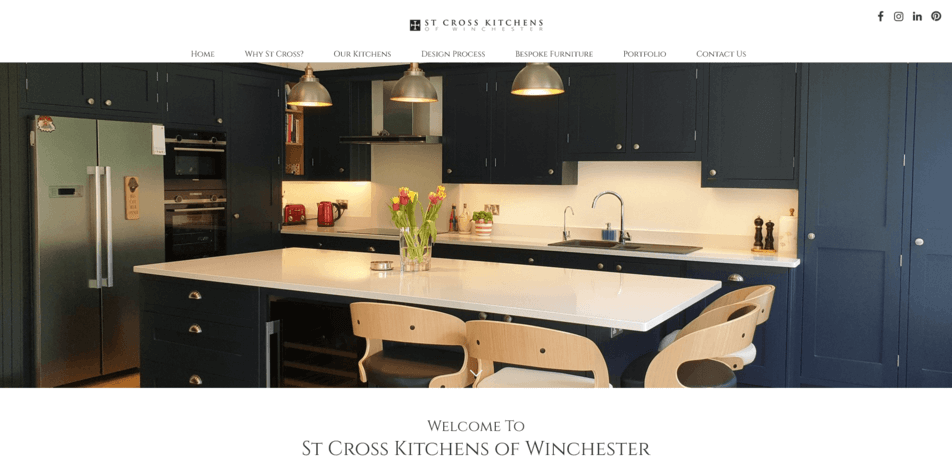 ST CROSS KITCHENS
OF WINCHESTER
Home Why St Cross? Our Kitchens Design Process Bespoke Furniture Portfolio Contact Us
Welcome To
St Cross Kitchens of Winchester